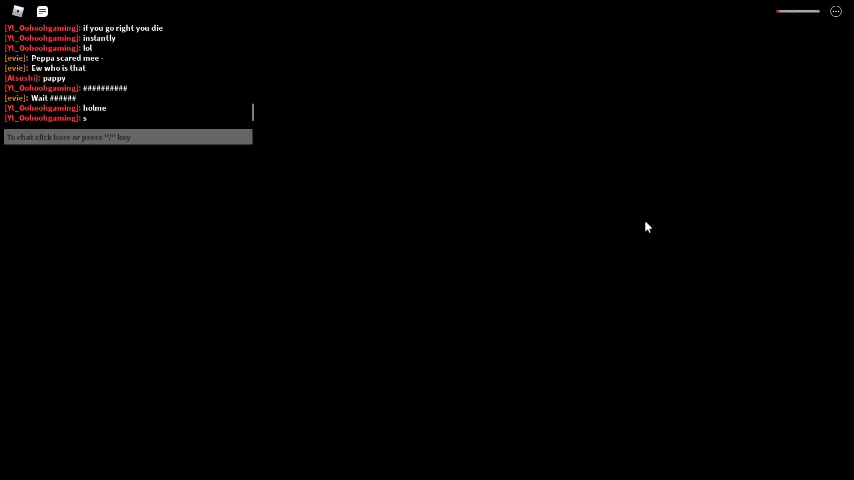 [Yt_Oohoohgaming]: if you go right you die
[Yt_Oohoohgaming]: instantly
[Yt_Oohoohgaming]: lol
[evie]: Peppa scared mee -
[evie]: Ew who is that
[Atsushi]: pappy
[Yt_Oohoohgaming]: ##########
[evie]: Wait ######
[Yt_Oohoohgaming]: holme
[Yt_Oohoohgaming]: s
To chat click here or press "/" key